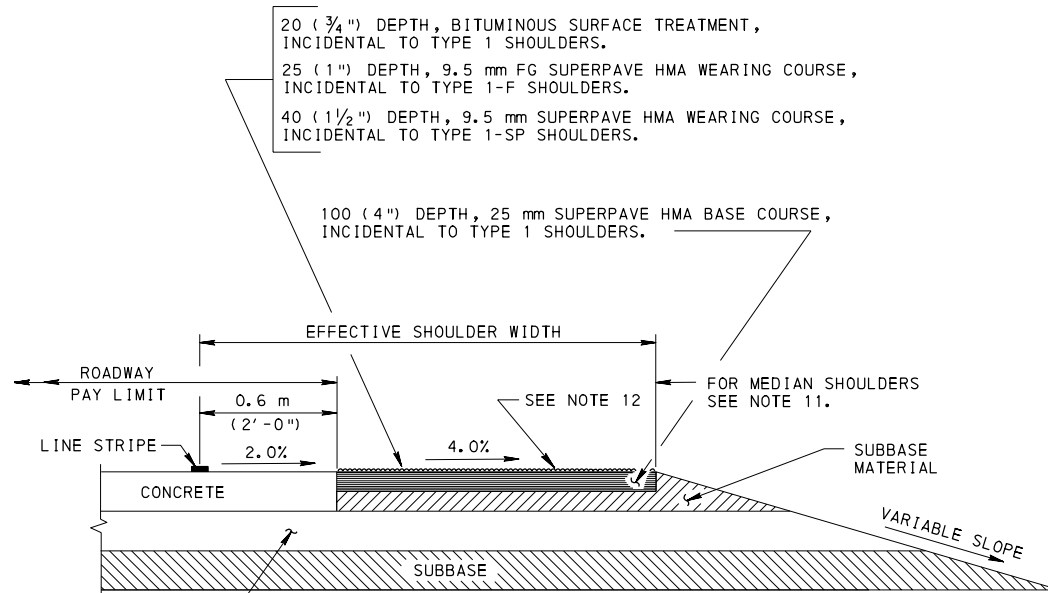 20 (3/4") DEPTH, BITUMINOUS SURFACE TREATMENT,
INCIDENTAL TO TYPE 1 SHOULDERS.
25 (1") DEPTH, 9.5 mm FG SUPERPAVE HMA WEARING COURSE,
INCIDENTAL TO TYPE 1-F SHOULDERS.
40 (1 1/2") DEPTH, 9.5 mm SUPERPAVE HMA WEARING COURSE,
INCIDENTAL TO TYPE 1-SP SHOULDERS.
100 (4") DEPTH, 25 mm SUPERPAVE HMA BASE COURSE,
INCIDENTAL TO TYPE 1 SHOULDERS.
EFFECTIVE SHOULDER WIDTH
ROADWAY
PAY LIMIT
0.6 m
(2'-0")
FOR MEDIAN SHOULDERS
SEE NOTE 11.
SEE NOTE 12
LINE STRIPE
2.0%
4.0%
SUBBASE
MATERIAL
CONCRETE
VARIABLE SLOPE
SUBBASE